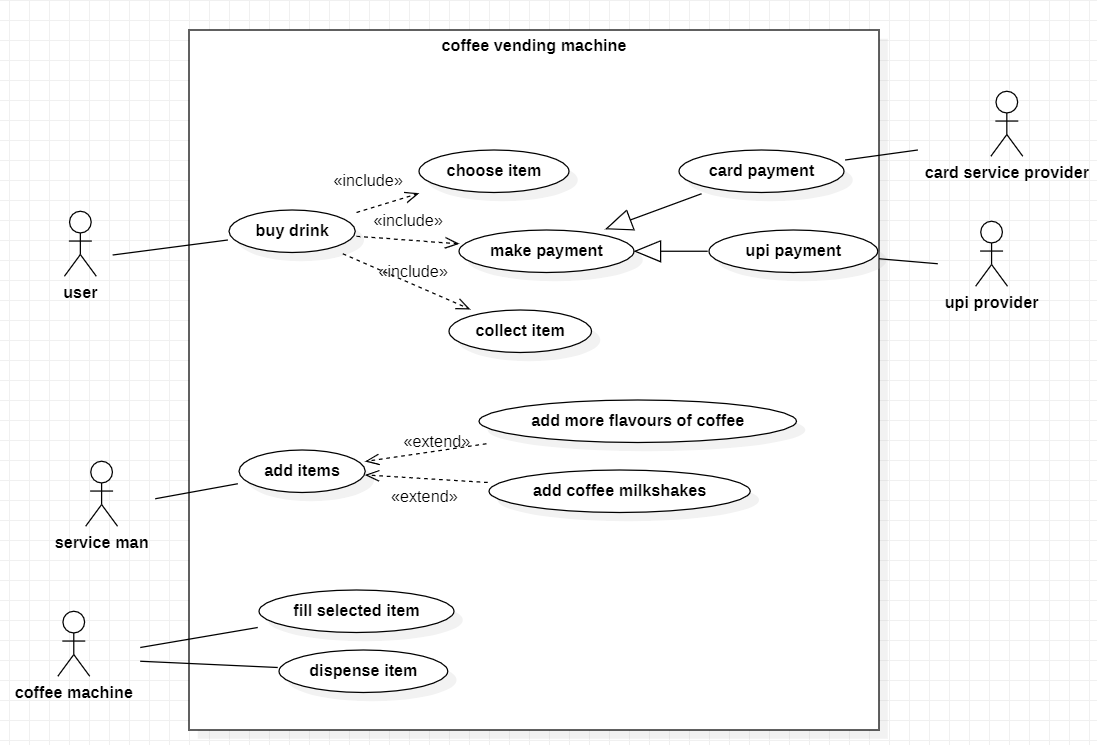 coffee vending machine
card service provider
choose item
card payment
«include»
«include»
buy drink
make payment
upi payment
user
«include»
upi provider
collect item
add more flavours of coffee
«extend»
add items
add coffee milkshakes
«extend»
service man
fill selected item
dispense item
coffee machine